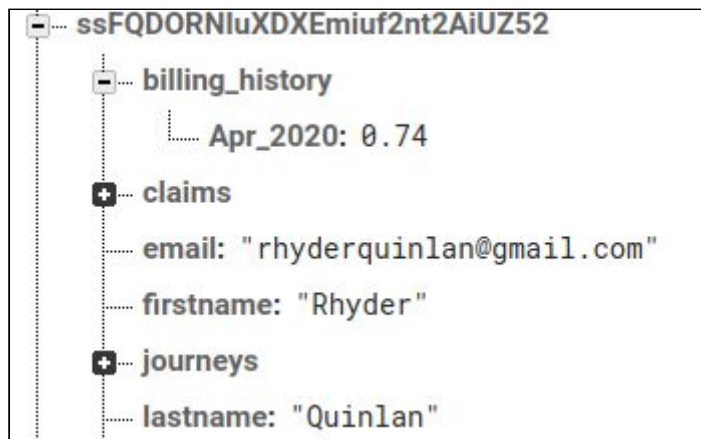 ssFQDORNluXDXEmiuf2nt2AiUZ52
billing_history
Apr_2020: 0.74
claims
email: "rhyderquinlan@gmail.com"
firstname: "Rhyder"
journeys
lastname: "Quinlan"